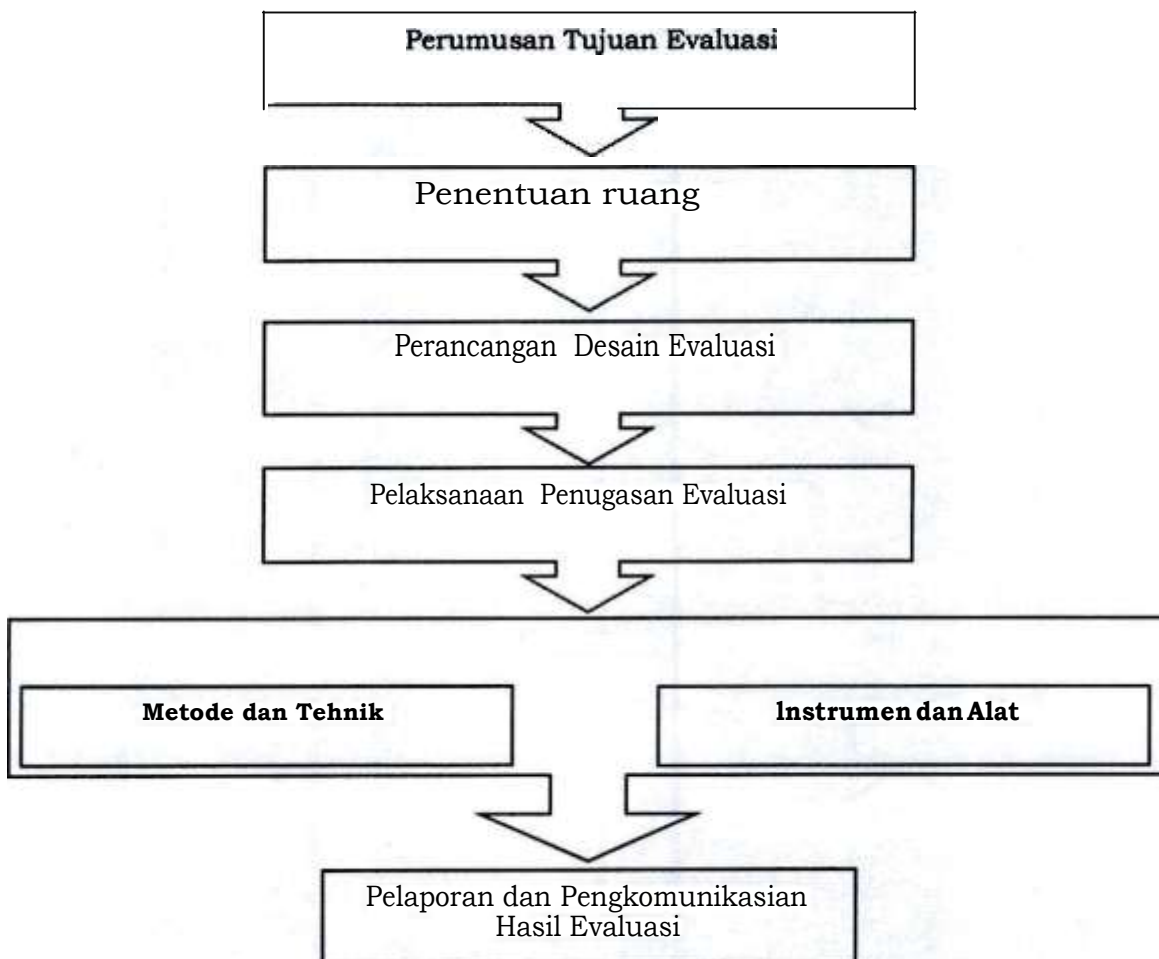 Perumusan Tujuan Evaluasi
Penentuan ruang
Perancangan Desain Evaluasi
Pelaksanaan Penugasan Evaluasi
Metode dan Tehnik
lnstrumen dan Alat
Pelaporan dan Pengkomunikasian
Hasil Evaluasi